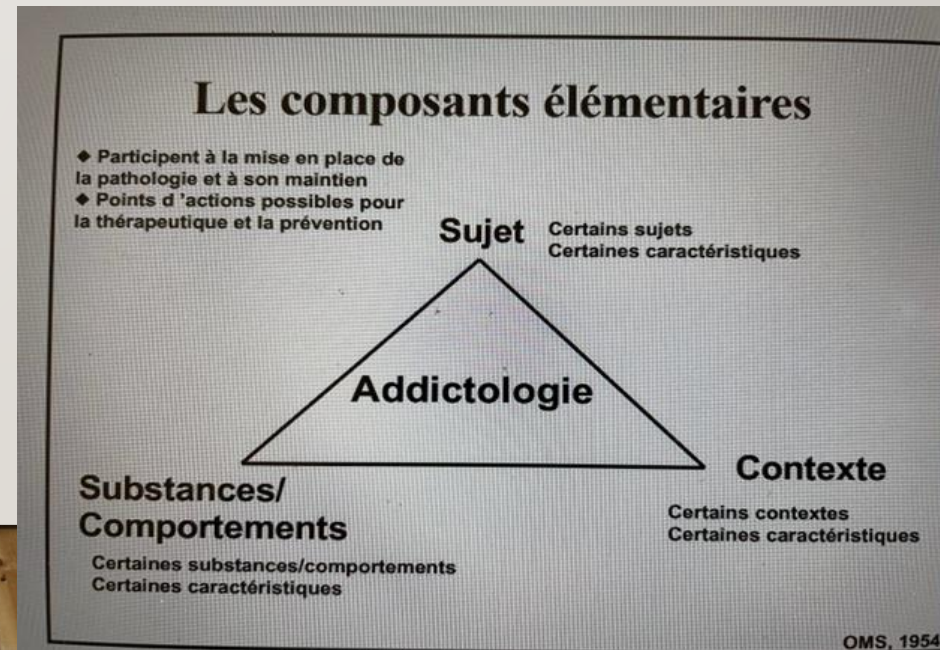 Les composants élémentaires
◆ Participent à la mise en place de
la pathologie et à son maintien
◆ Points d 'actions possibles pour
la thérapeutique et la prévention
Sujet
Certains sujets
Certaines caractéristiques
Addictologie
Substances/
Comportements
Certaines substances/comportements
Certaines caractéristiques
Contexte
Certains contextes
Certaines caractéristiques
OMS, 1954